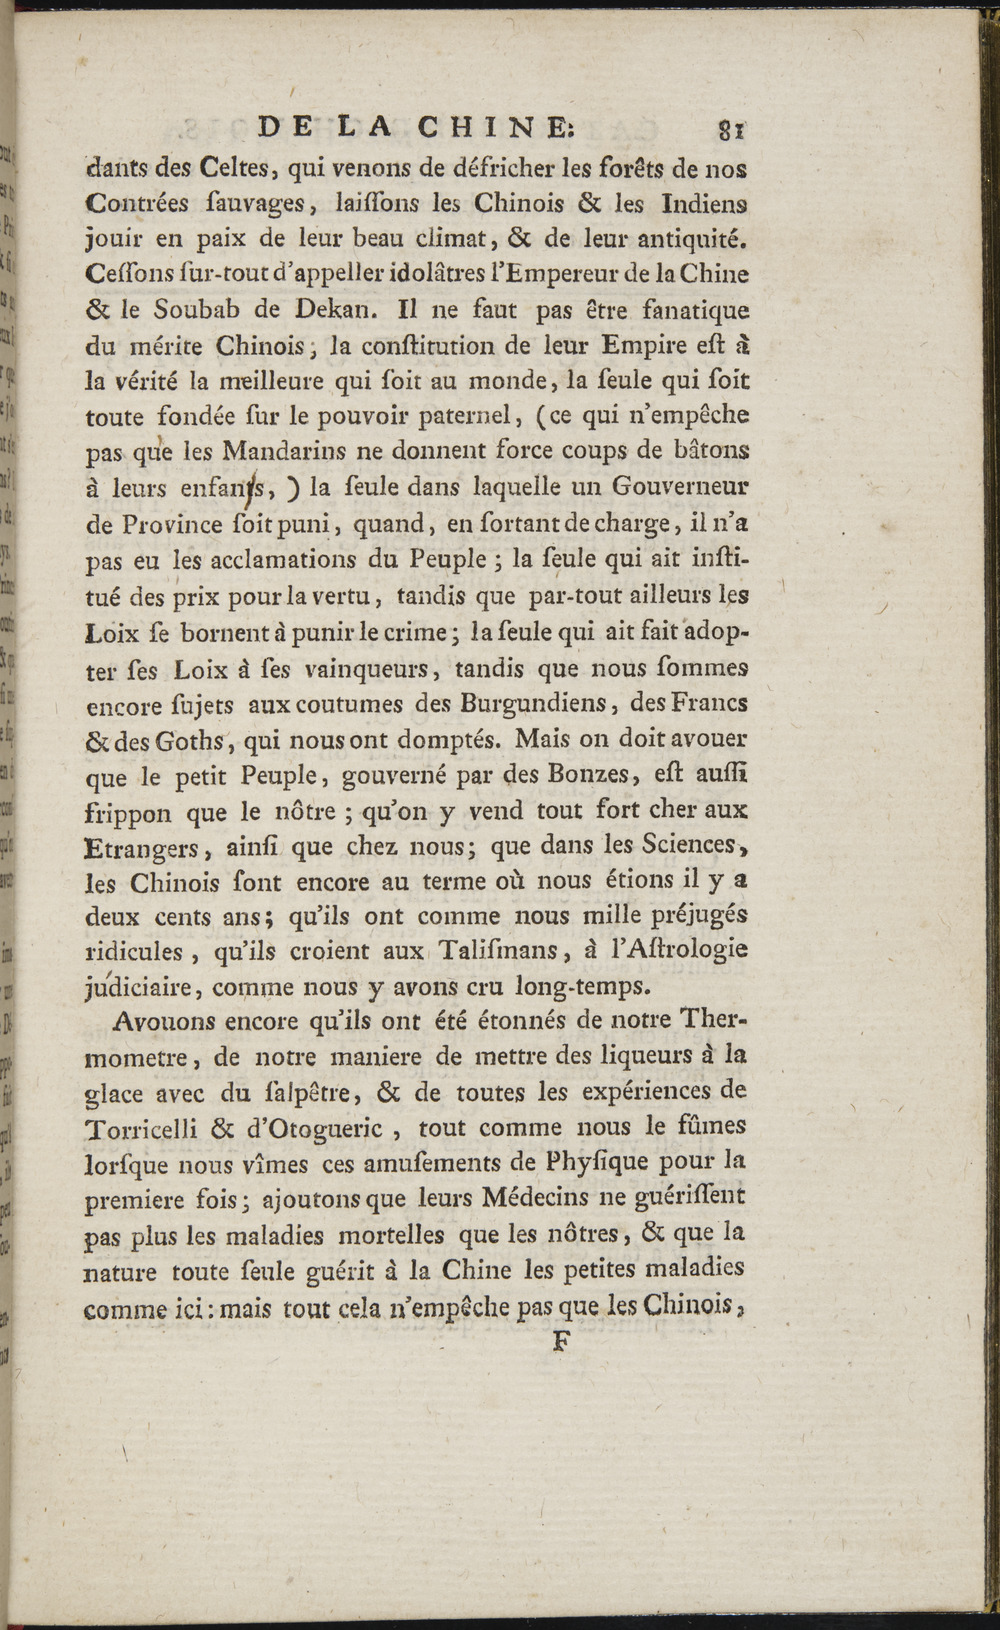 DE LA CHINE: 81
dants des Celtes, qui venons de défricher les forêts de nos
Contrées ſauvages, laiſſons les Chinois & les Indiens
jouir en paix de leur beau climat, & de leur antiquité.
Ceſſons ſur-tout d'appeller idolâtres l'Empereur de la Chine
& le Soubab de Dekan. Il ne faut pas être fanatique
du mérite Chinois; la conſtitution de leur Empire eſt à
la vérité la meilleure qui ſoit au monde, la ſeule qui ſoit
toute fondée ſur le pouvoir paternel, (ce qui n'empêche
pas que les Mandarins ne donnent force coups de bâtons
à leurs enfants, ) la ſeule dans laquelle un Gouverneur
de Province ſoit puni, quand, en ſortant de charge, il n'a
pas eu les acclamations du Peuple; la ſeule qui ait inſti-
tué des prix pour la vertu, tandis que par-tout ailleurs les
Loix ſe bornent à punir le crime; la ſeule qui ait fait adop-
ter ſes Loix à ſes vainqueurs, tandis que nous ſommes
encore ſujets aux coutumes des Burgundiens, des Francs
& des Goths, qui nous ont domptés. Mais on doit avouer
que le petit Peuple, gouverné par des Bonzes, eſt auſſi
frippon que le nôtre; qu'on y vend tout fort cher aux
Etrangers, ainſi que chez nous; que dans les Sciences,
les Chinois ſont encore au terme où nous étions il y a
deux cents ans; qu'ils ont comme nous mille préjugés
ridicules, qu'ils croient aux Taliſmans, à l'Aſtrologie
judiciaire, comme nous y avons cru long-temps.
Avouons encore qu'ils ont été étonnés de notre Ther-
mometre, de notre maniere de mettre des liqueurs à la
glace avec du ſalpêtre, & de toutes les expériences de
Torricelli & d'Otogueric, tout comme nous le fûmes
lorſque nous vîmes ces amuſements de Phyſique pour la
premiere fois; ajoutons que leurs Médecins ne guériſſent
pas plus les maladies mortelles que les nôtres, & que la
nature toute ſeule guérit à la Chine les petites maladies
comme ici: mais tout cela n'empêche pas que les Chinois,
F